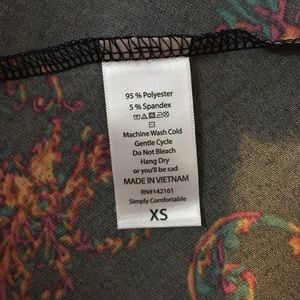 95 % Polyester
5 % Spandex
Machine Wash Cold
Gentle Cycle
Do Not Bleach
Hang Dry
or you'll be sad
MADE IN VIETNAM
RN#142161
Simply Comfortable
XS